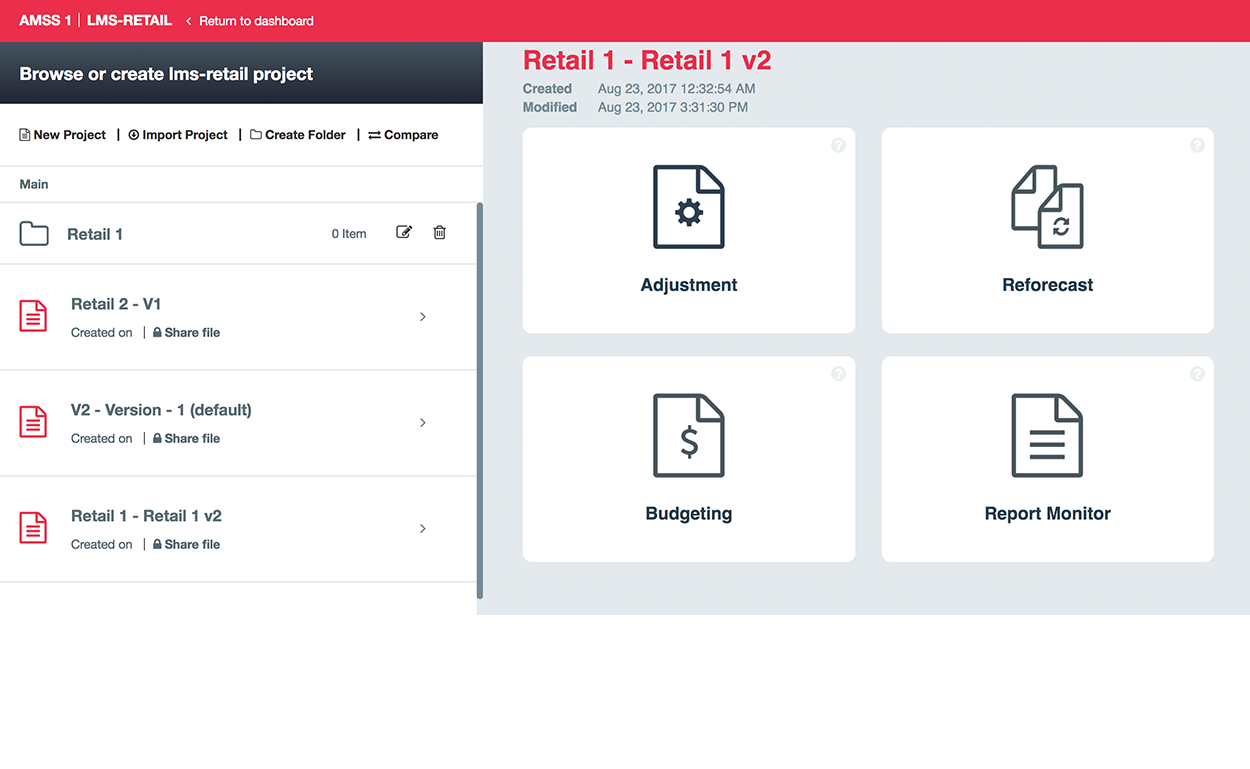 AMSS 1 | LMS-RETAIL < Return to dashboard
Browse or create lms-retail project
New Project | Import Project | Create Folder | Compare
Main
Retail 1 0 Item
Retail 2 - V1
Created on | Share file
V2 - Version - 1 (default)
Created on | Share file
Retail 1 - Retail 1 v2
Created on | Share file
Retail 1 - Retail 1 v2
Created Aug 23, 2017 12:32:54 AM
Modified Aug 23, 2017 3:31:30 PM
? ?
Adjustment Reforecast
? ?
$
Budgeting Report Monitor